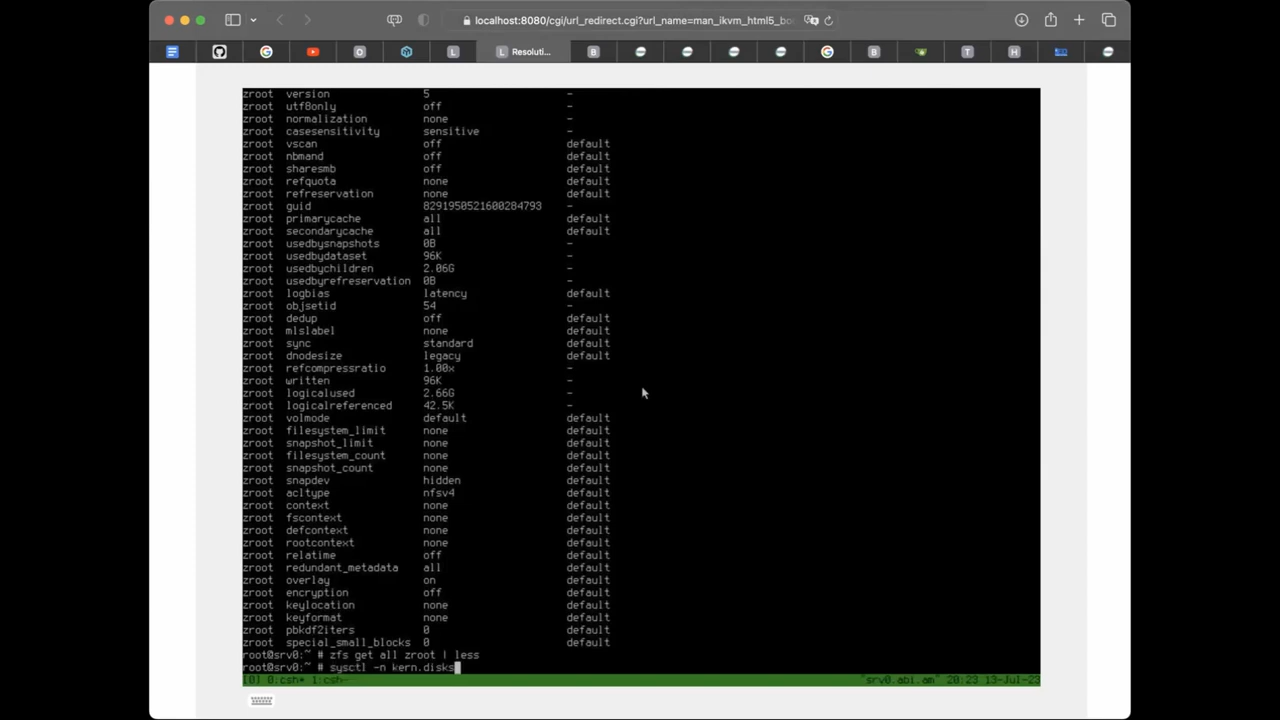 localhost:8080/cgi/url_redirect.cgi?url_name=man_ikvm_html5_bo
L Resoluti...
zroot version 5 -
zroot utf8only off -
zroot normalization none -
zroot casesensitivity sensitive -
zroot vscan off default
zroot nbmand off default
zroot sharesmb off default
zroot refquota none default
zroot refreservation none default
zroot guid 8291950521600284793 -
zroot primarycache all default
zroot secondarycache all default
zroot usedbysnapshots 0B -
zroot usedbydataset 96K -
zroot usedbychildren 2.06G -
zroot usedbyrefreservation 0B -
zroot logbias latency default
zroot objsetid 54 -
zroot dedup off default
zroot mlslabel none default
zroot sync standard default
zroot dnodesize legacy default
zroot refcompressratio 1.00x -
zroot written 96K -
zroot logicalused 2.66G -
zroot logicalreferenced 42.5K -
zroot volmode default default
zroot filesystem_limit none default
zroot snapshot_limit none default
zroot filesystem_count none default
zroot snapshot_count none default
zroot snapdev hidden default
zroot acltype nfsv4 default
zroot context none default
zroot fscontext none default
zroot defcontext none default
zroot rootcontext none default
zroot relatime off default
zroot redundant_metadata all default
zroot overlay on default
zroot encryption off default
zroot keylocation none default
zroot keyformat none default
zroot pbkdf2iters 0 default
zroot special_small_blocks 0 default
root@srv0:~ # zfs get all zroot | less
root@srv0:~ # sysctl -n kern.disks
[0] 0:csh* 1:csh- "srv0.abi.am" 20:23 13-Jul-23